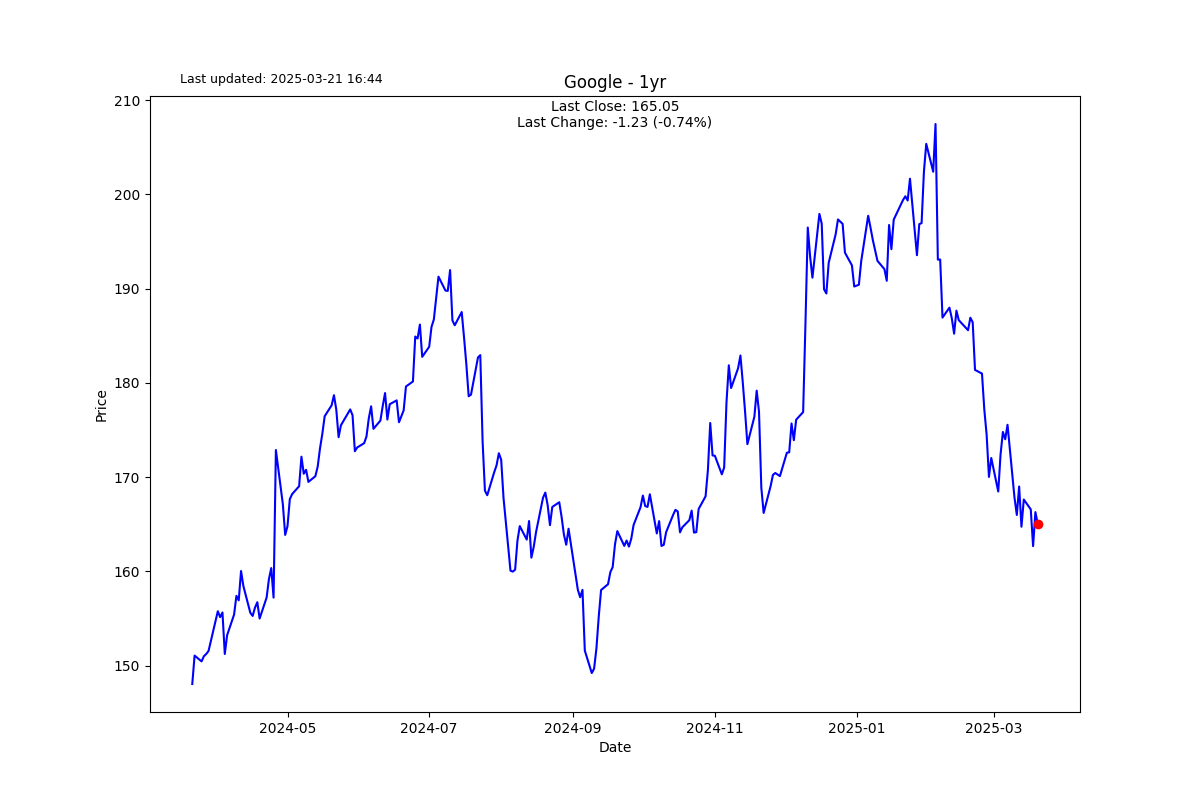 Last updated: 2025-03-21 16:44
Google - 1yr
Last Close: 165.05
Last Change: -1.23 (-0.74%)
210
200
190
180
170
160
150
Price
2024-05
2024-07
2024-09
2024-11
2025-01
2025-03
Date